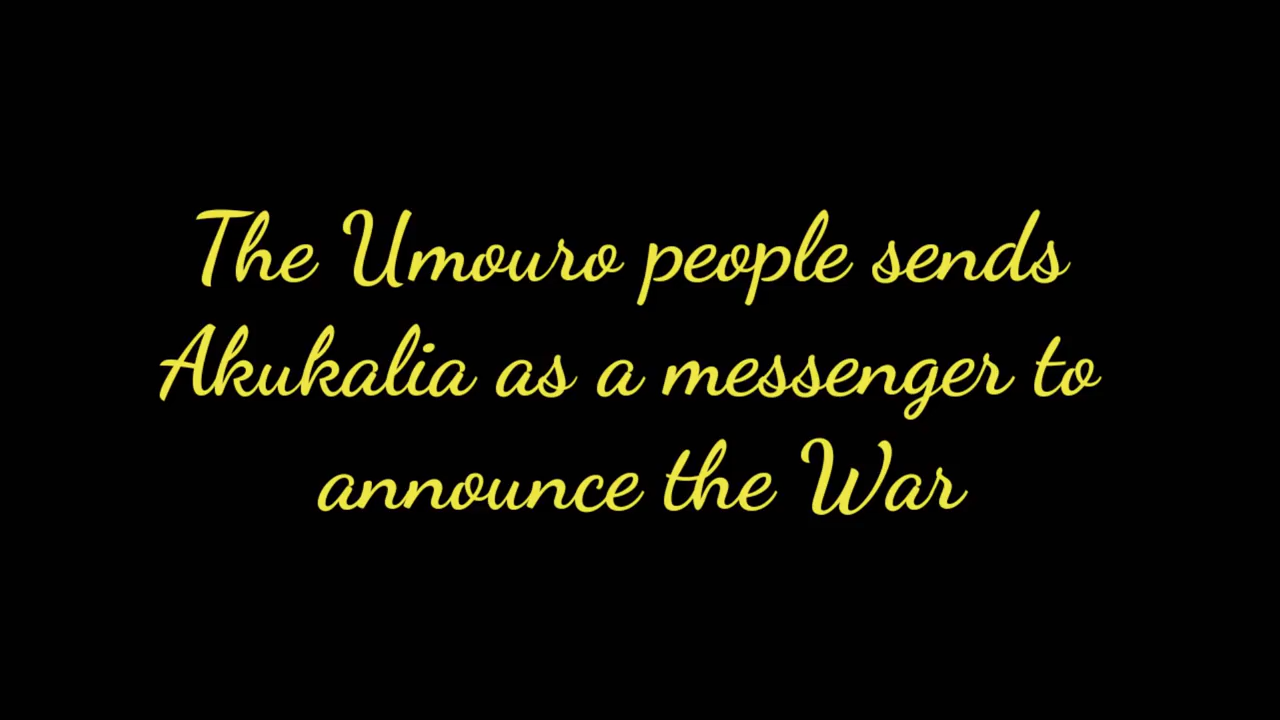 The Umouro people sends
Akukalia as a messenger to
announce the War